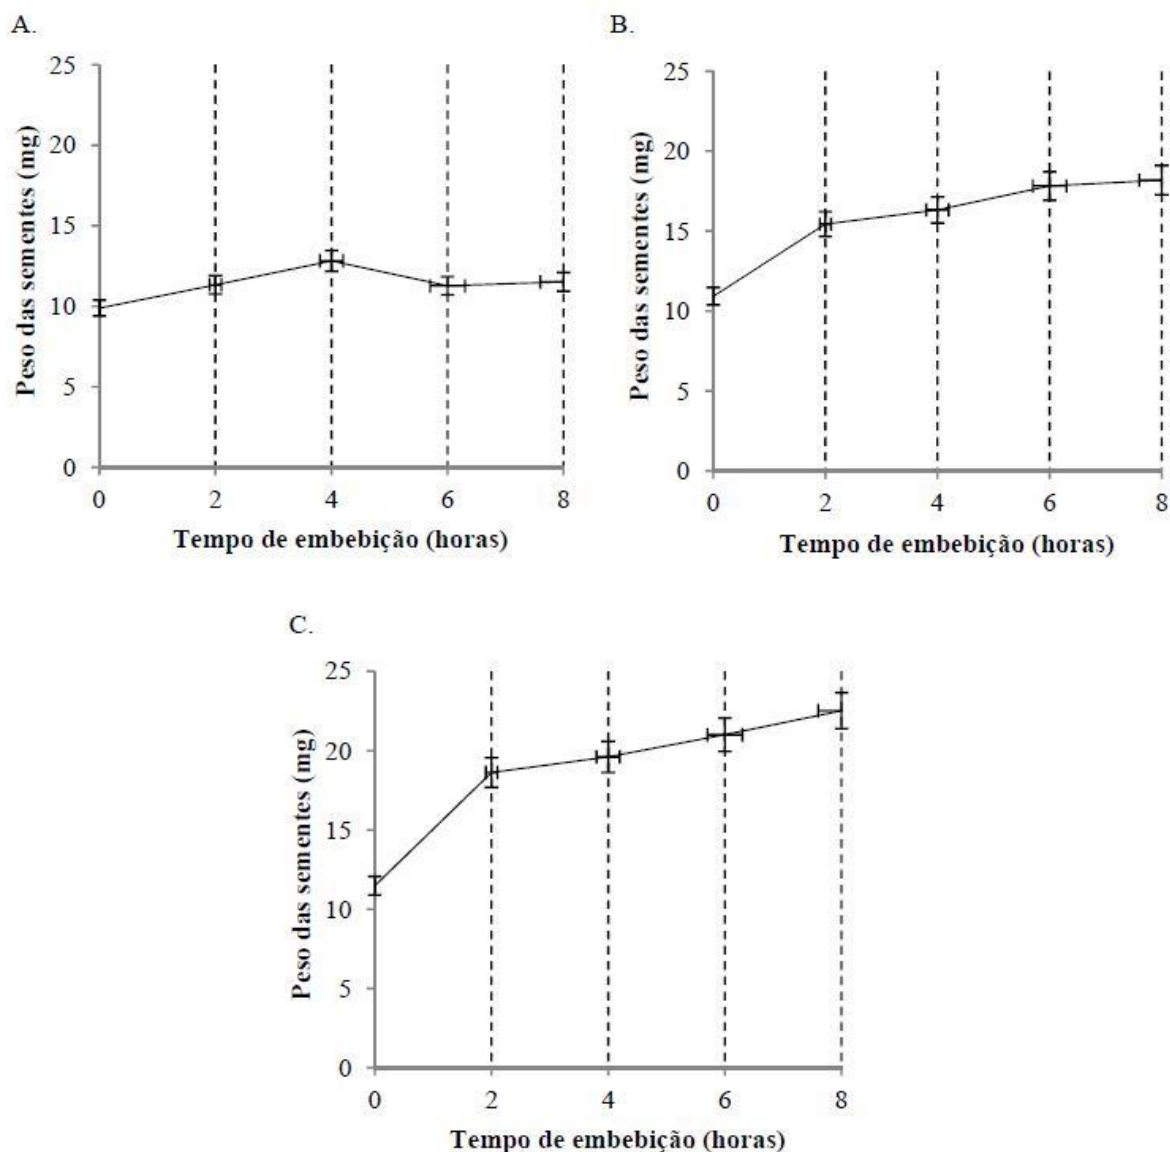 A.
Peso das sementes (mg)
25
20
15
10
5
0
0 2 4 6 8
Tempo de embebição (horas)
B.
Peso das sementes (mg)
25
20
15
10
5
0
0 2 4 6 8
Tempo de embebição (horas)
C.
Peso das sementes (mg)
25
20
15
10
5
0
0 2 4 6 8
Tempo de embebição (horas)